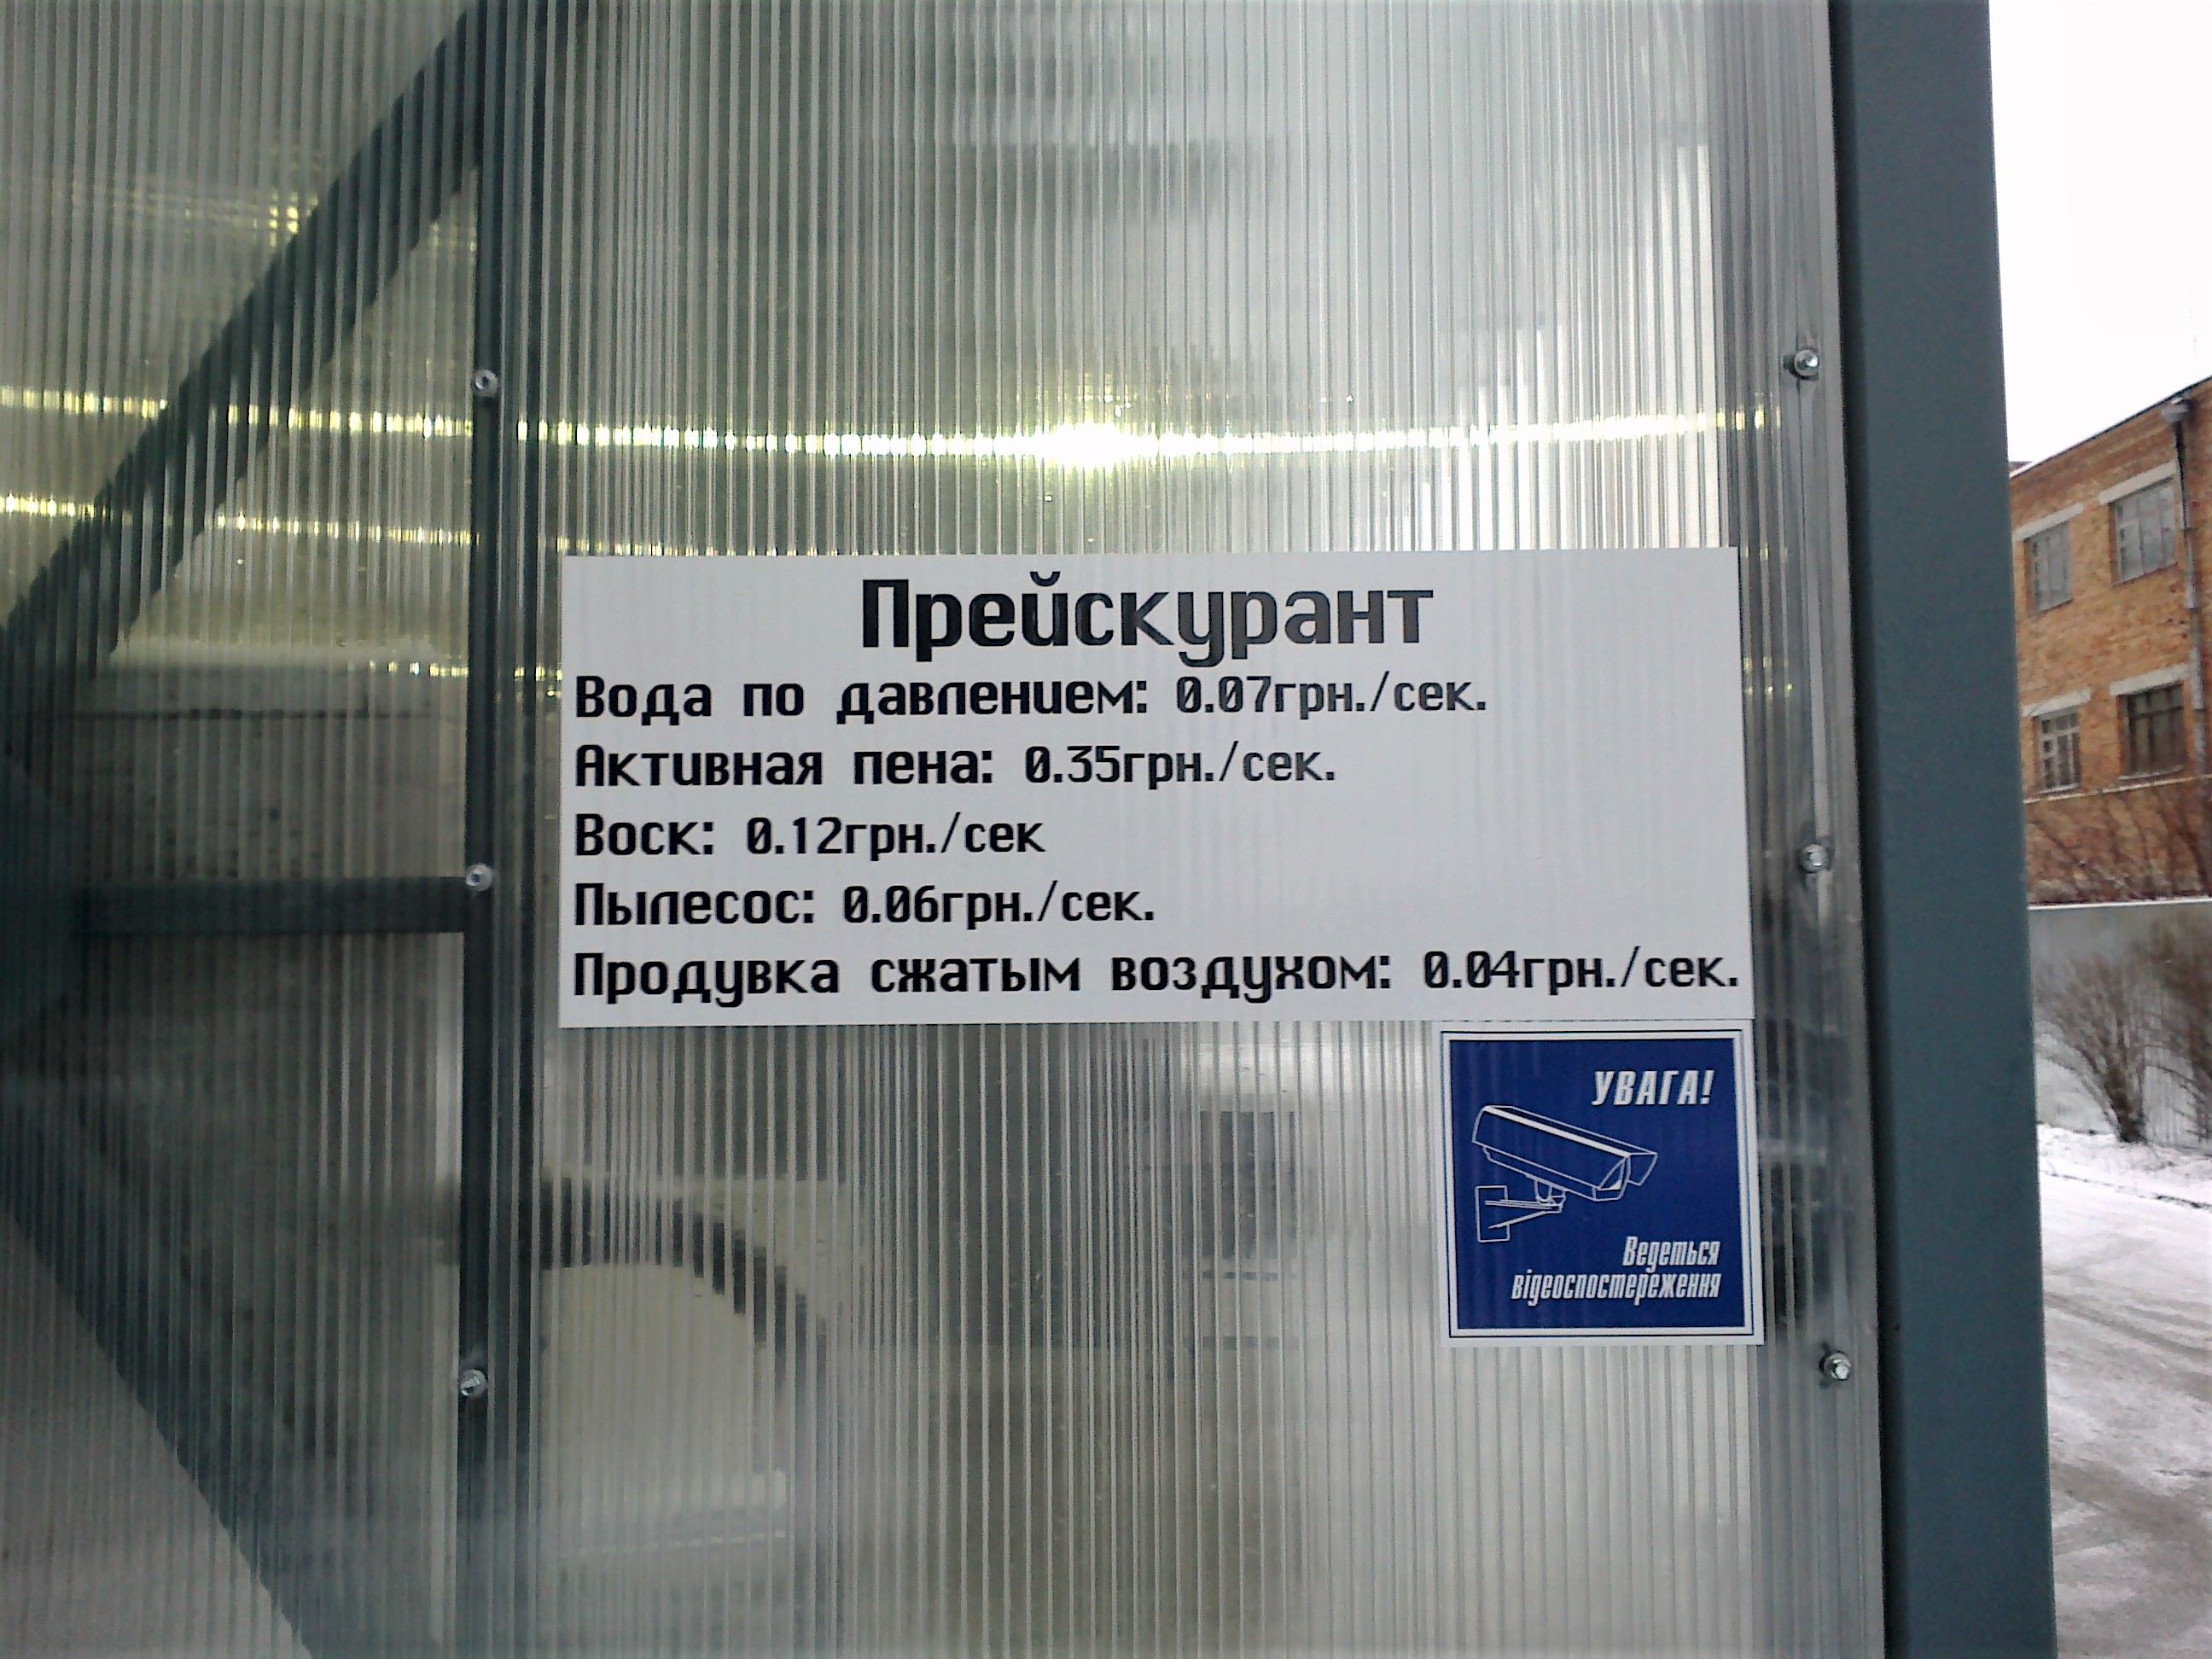 Прейскурант
Вода по давлением: 0.07грн./сек.
Активная пена: 0.35грн./сек.
Воск: 0.12грн./сек
Пылесос: 0.06грн./сек.
Продувка сжатым воздухом: 0.04грн./сек.
УВАГА!
Ведеться
відеоспостереження